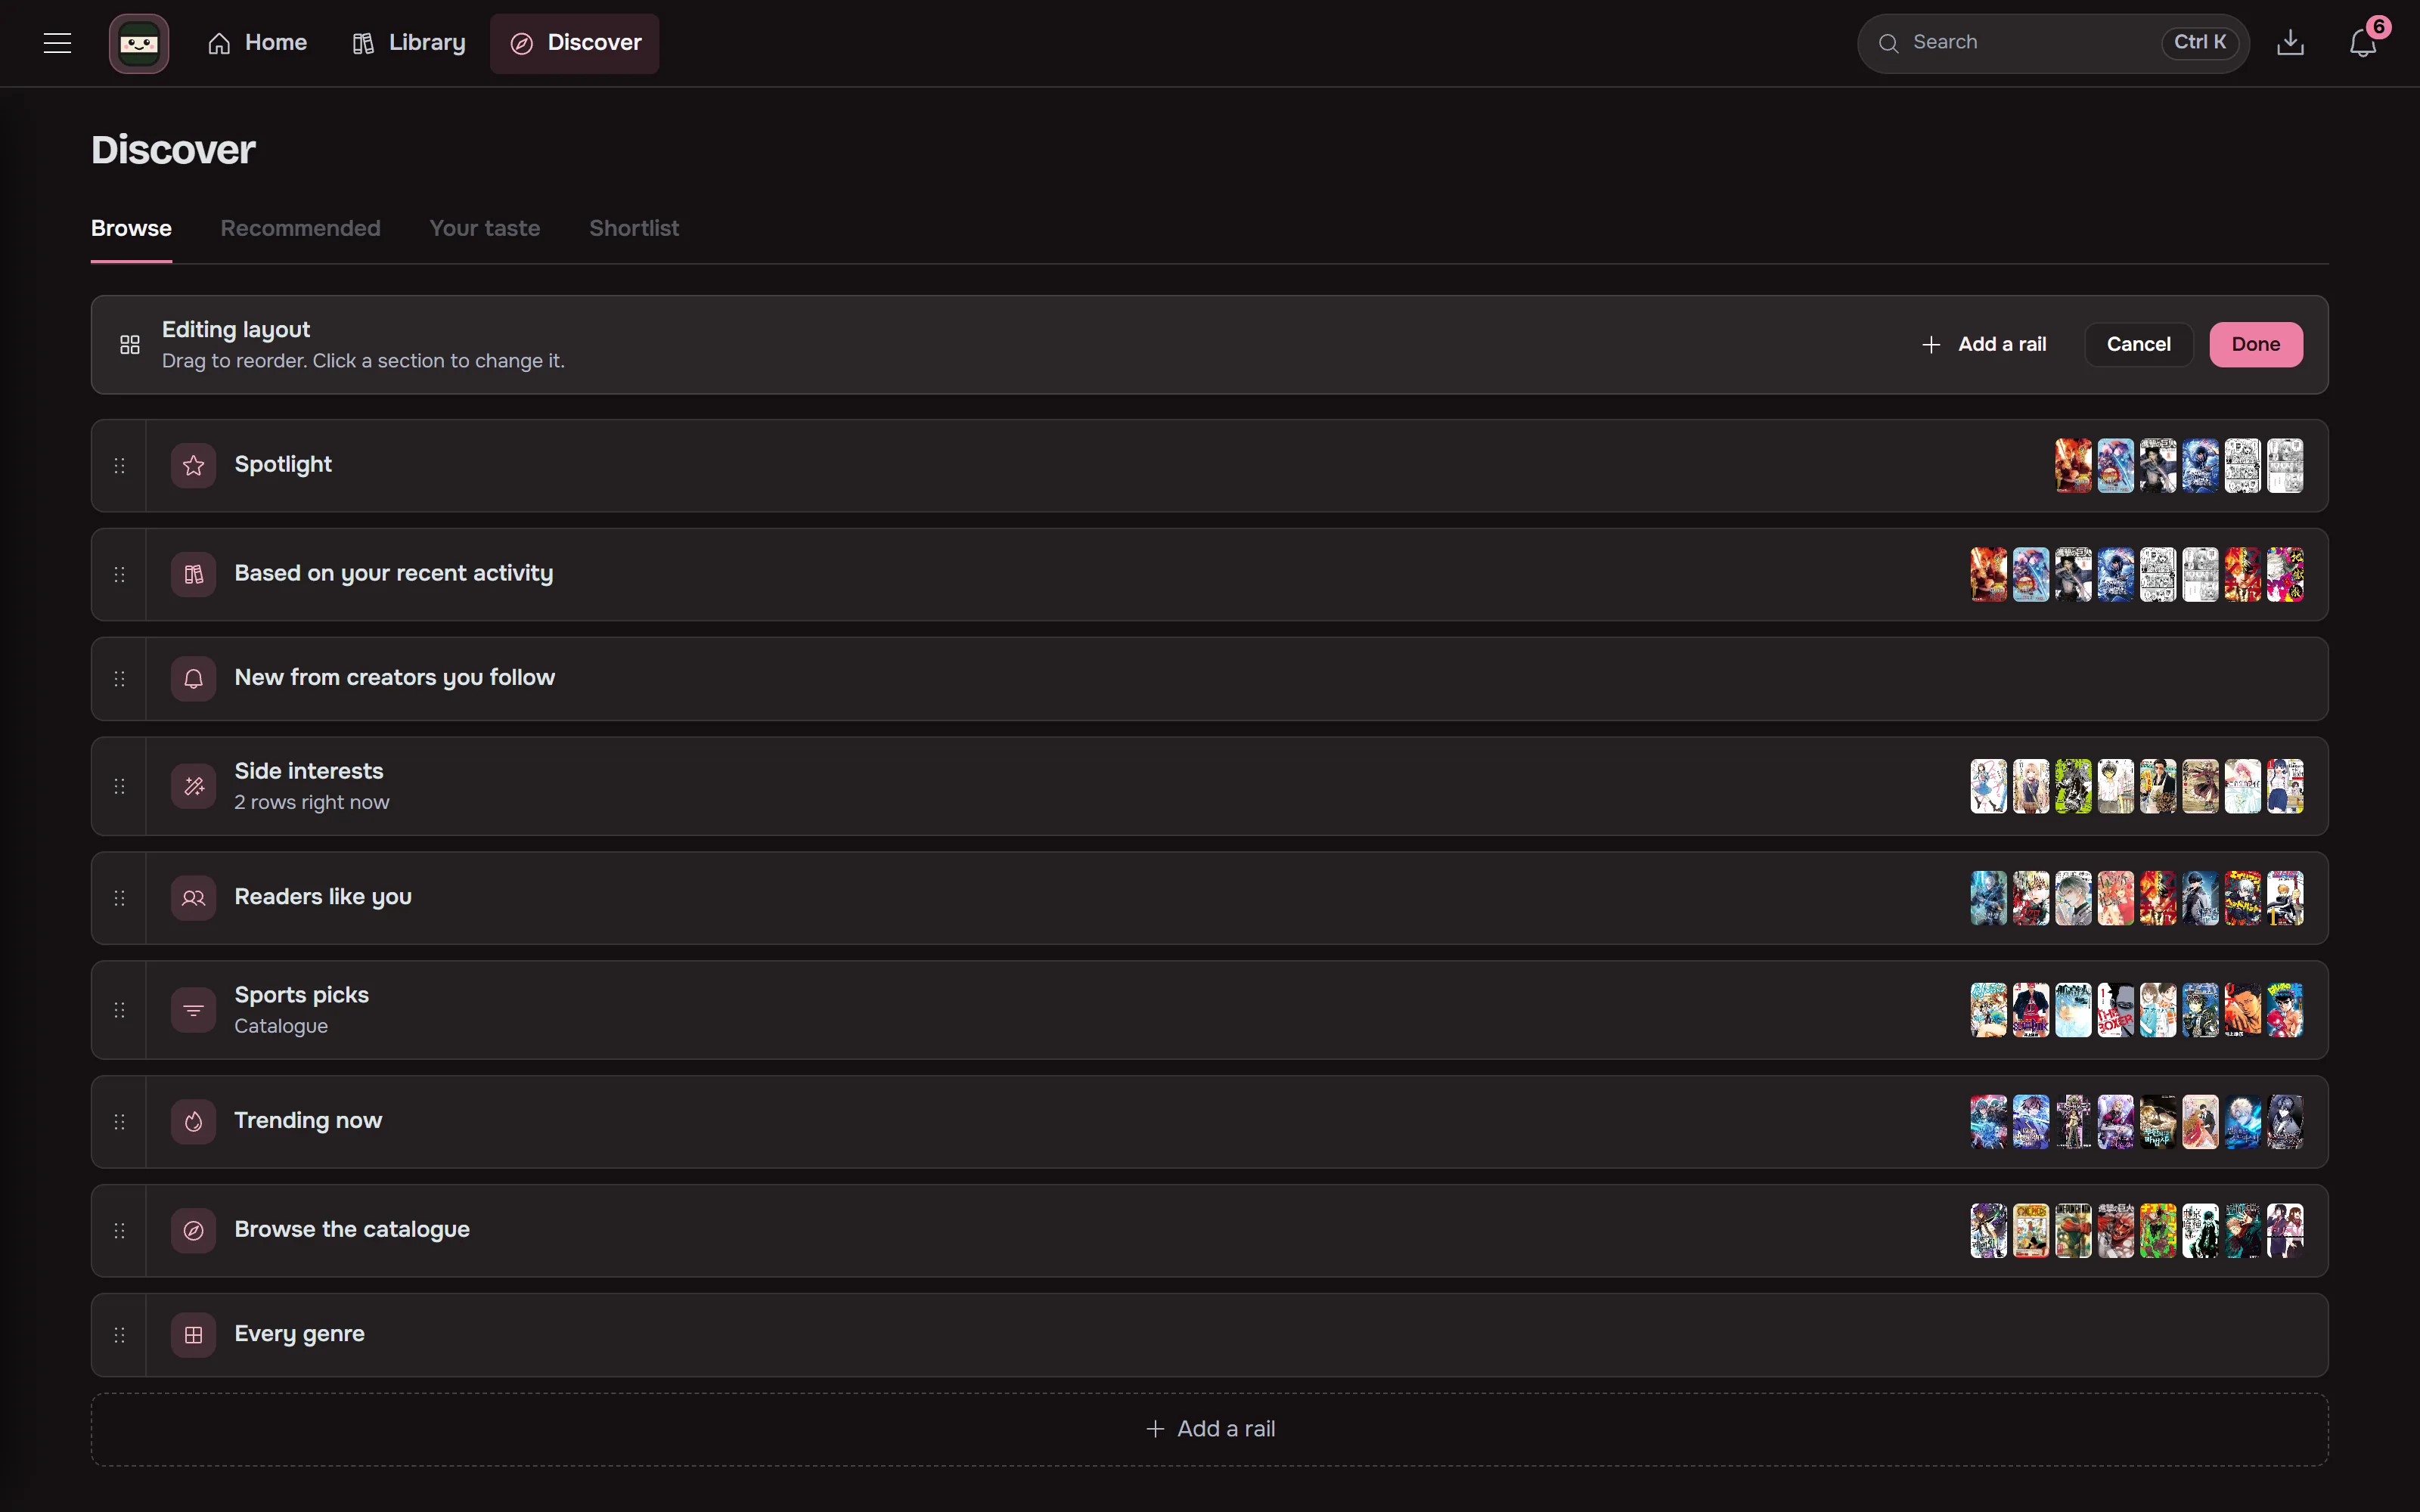 Home
Library
Discover
Search
Ctrl K
6
Discover
Browse
Recommended
Your taste
Shortlist
Editing layout
Drag to reorder. Click a section to change it.
Add a rail
Cancel
Done
Spotlight
Based on your recent activity
New from creators you follow
Side interests
2 rows right now
Readers like you
Sports picks
Catalogue
THE
BOXER
Trending now
Browse the catalogue
Every genre
Add a rail